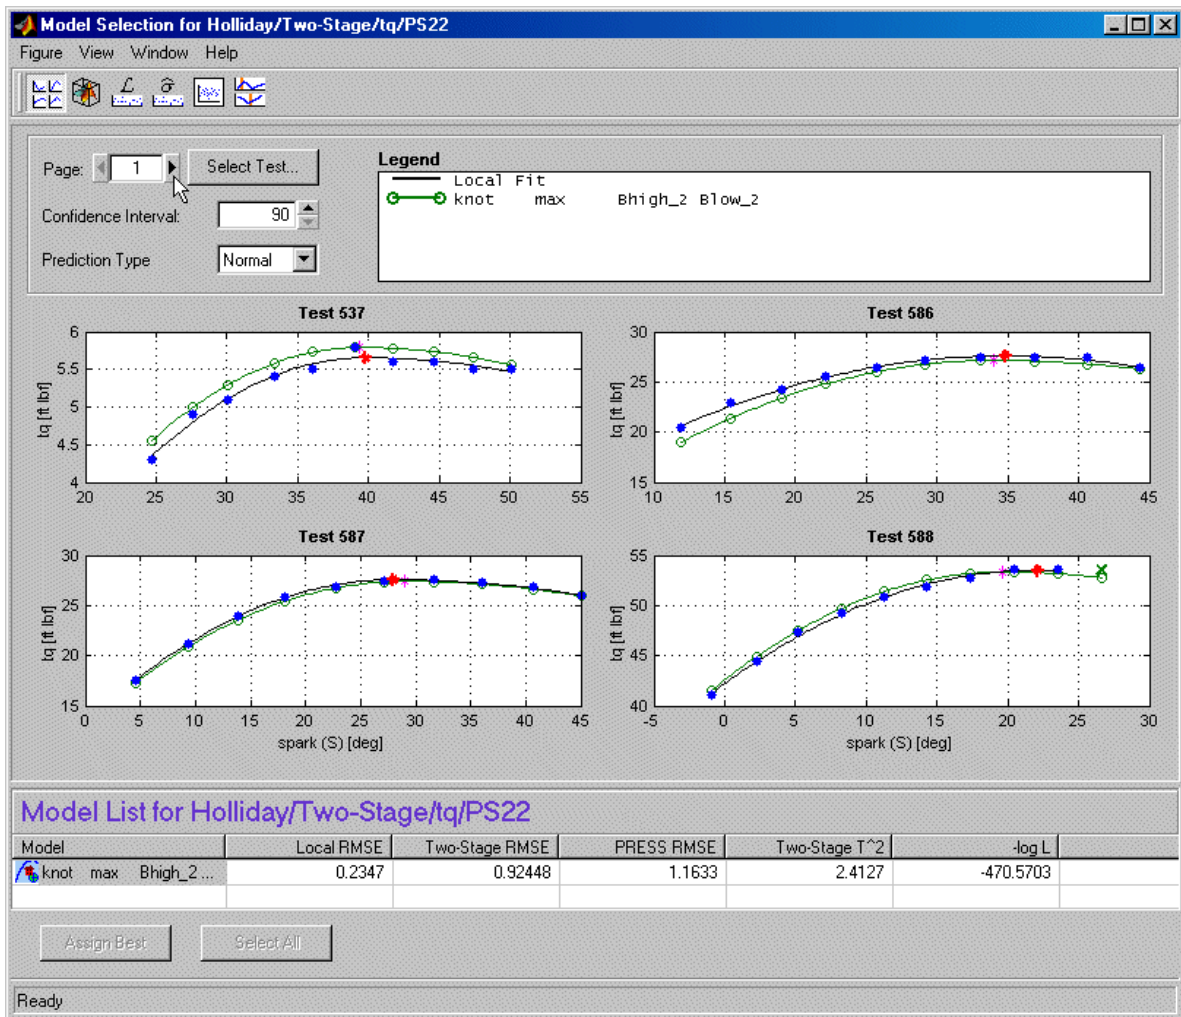 Model Selection for Holliday/Two-Stage/tq/PS22
Figure View Window Help
Page: 1 Select Test...
Confidence Interval: 90
Prediction Type Normal
Legend
Local Fit
knot max Bhigh_2 Blow_2
Test 537
6
5.5
5
4.5
4
tq [ft lbf]
20 25 30 35 40 45 50 55
Test 586
30
25
20
15
tq [ft lbf]
10 15 20 25 30 35 40 45
Test 587
30
25
20
15
tq [ft lbf]
0 5 10 15 20 25 30 35 40 45
spark (S) [deg]
Test 588
55
50
45
40
tq [ft lbf]
-5 0 5 10 15 20 25 30
spark (S) [deg]
Model List for Holliday/Two-Stage/tq/PS22
Model Local RMSE Two-Stage RMSE PRESS RMSE Two-Stage T^2 -log L
knot max Bhigh_2 ... 0.2347 0.92448 1.1633 2.4127 -470.5703
Assign Best Select All
Ready